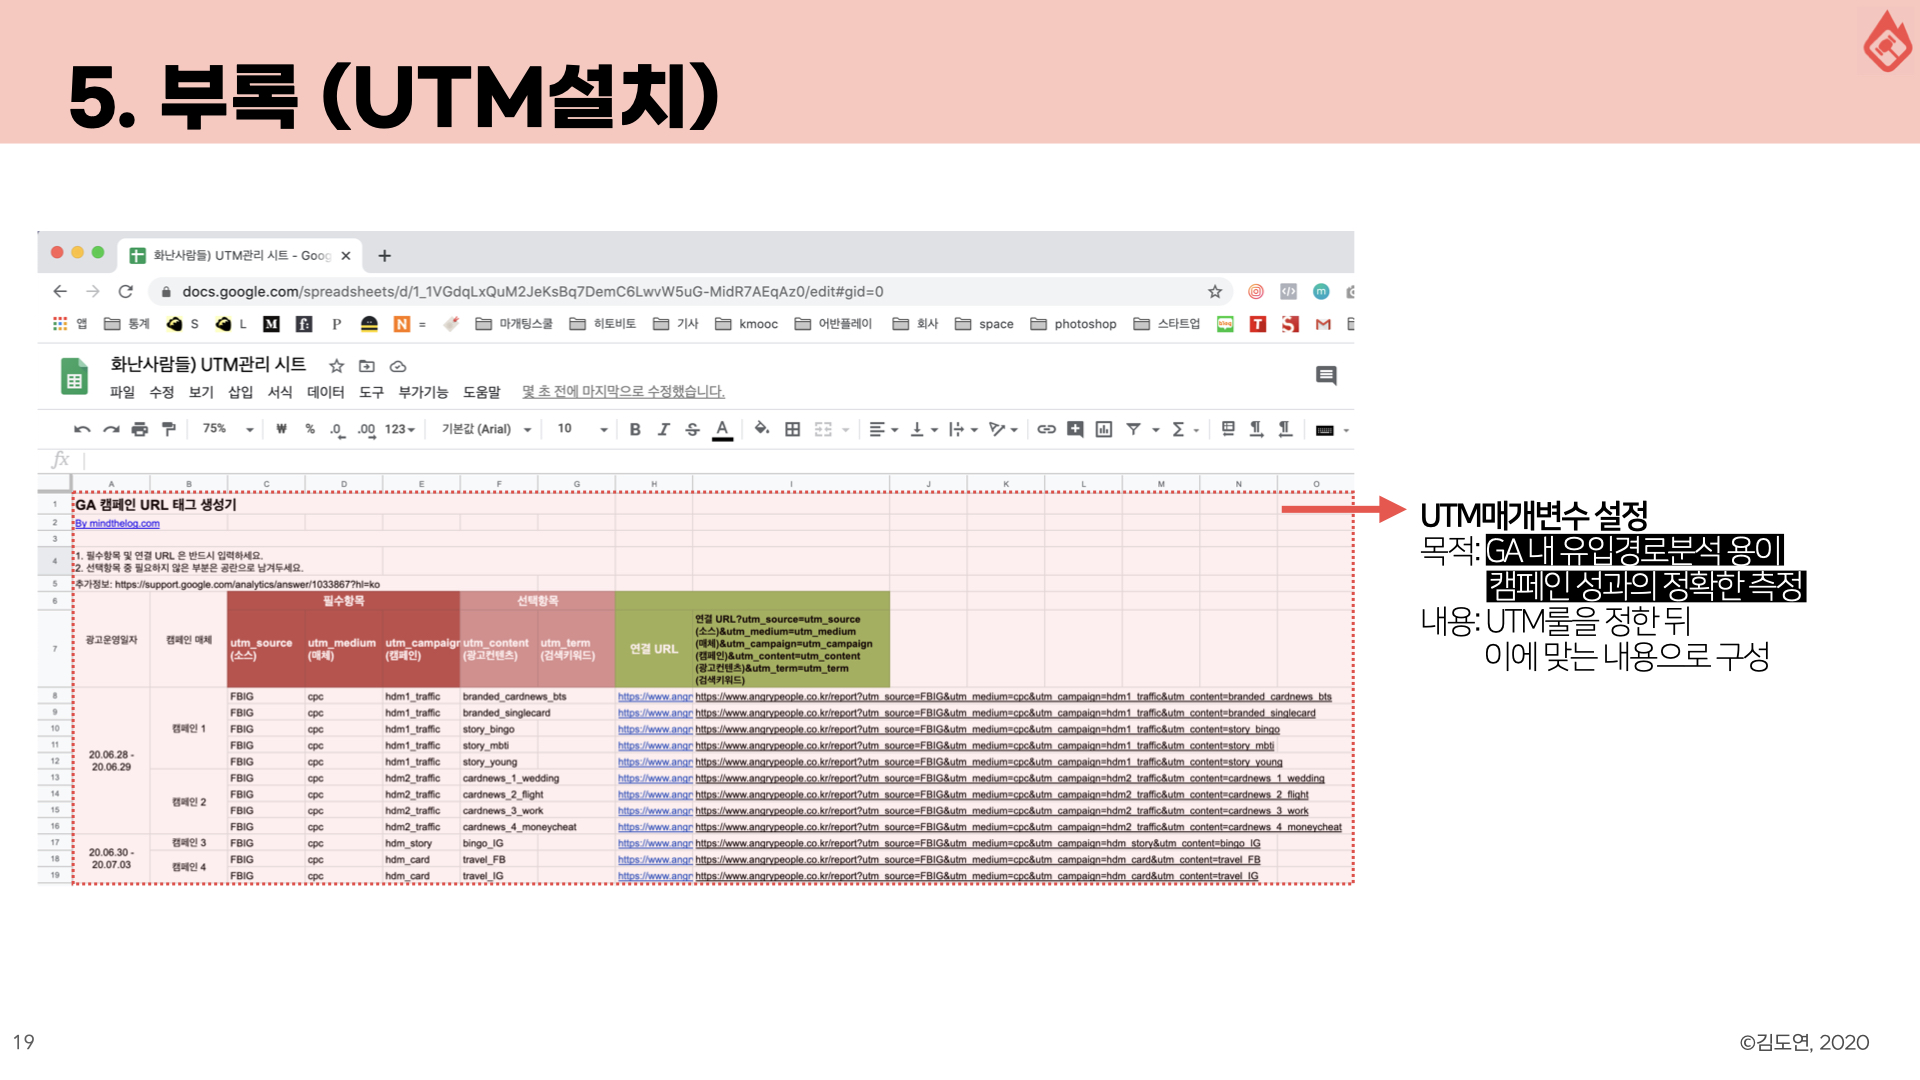 5. 부록 (UTM설치)
화난사람들) UTM관리 시트 - Goog
docs.google.com/spreadsheets/d/1_1VGdqLxQuM2JeKsBq7DemC6LwvW5uG-MidR7AEqAz0/edit#gid=0
앱 통계 S L M f: P N = 마개팅스쿨 히토비토 기사 kmooc 어반플레이 회사 space photoshop 스타트업 blog T S M
화난사람들) UTM관리 시트
파일 수정 보기 삽입 서식 데이터 도구 부가기능 도움말 몇 초 전에 마지막으로 수정했습니다.
75% ₩ % .0 .00 123 기본값 (Arial) 10 B I S A
fx
A B C D E F G H I J K L M N O
1 GA 캠페인 URL 태그 생성기
2 By mindthelog.com
3
4 1. 필수항목 및 연결 URL 은 반드시 입력하세요.
2. 선택항목 중 필요하지 않은 부분은 공란으로 남겨두세요.
5 추가정보: https://support.google.com/analytics/answer/1033867?hl=ko
6 필수항목 선택항목
7 광고운영일자 캠페인 매체 utm_source (소스) utm_medium (매체) utm_campaign (캠페인) utm_content (광고컨텐츠) utm_term (검색키워드) 연결 URL
연결 URL?utm_source=utm_source
(소스)&utm_medium=utm_medium
(매체)&utm_campaign=utm_campaign
(캠페인)&utm_content=utm_content
(광고컨텐츠)&utm_term=utm_term
(검색키워드)
8 FBIG cpc hdm1_traffic branded_cardnews_bts https://www.angr https://www.angrypeople.co.kr/report?utm_source=FBIG&utm_medium=cpc&utm_campaign=hdm1_traffic&utm_content=branded_cardnews_bts
9 FBIG cpc hdm1_traffic branded_singlecard https://www.angr https://www.angrypeople.co.kr/report?utm_source=FBIG&utm_medium=cpc&utm_campaign=hdm1_traffic&utm_content=branded_singlecard
10 캠페인 1 FBIG cpc hdm1_traffic story_bingo https://www.angr https://www.angrypeople.co.kr/report?utm_source=FBIG&utm_medium=cpc&utm_campaign=hdm1_traffic&utm_content=story_bingo
11 FBIG cpc hdm1_traffic story_mbti https://www.angr https://www.angrypeople.co.kr/report?utm_source=FBIG&utm_medium=cpc&utm_campaign=hdm1_traffic&utm_content=story_mbti
12 20.06.28 - 20.06.29 FBIG cpc hdm1_traffic story_young https://www.angr https://www.angrypeople.co.kr/report?utm_source=FBIG&utm_medium=cpc&utm_campaign=hdm1_traffic&utm_content=story_young
13 FBIG cpc hdm2_traffic cardnews_1_wedding https://www.angr https://www.angrypeople.co.kr/report?utm_source=FBIG&utm_medium=cpc&utm_campaign=hdm2_traffic&utm_content=cardnews_1_wedding
14 캠페인 2 FBIG cpc hdm2_traffic cardnews_2_flight https://www.angr https://www.angrypeople.co.kr/report?utm_source=FBIG&utm_medium=cpc&utm_campaign=hdm2_traffic&utm_content=cardnews_2_flight
15 FBIG cpc hdm2_traffic cardnews_3_work https://www.angr https://www.angrypeople.co.kr/report?utm_source=FBIG&utm_medium=cpc&utm_campaign=hdm2_traffic&utm_content=cardnews_3_work
16 FBIG cpc hdm2_traffic cardnews_4_moneycheat https://www.angr https://www.angrypeople.co.kr/report?utm_source=FBIG&utm_medium=cpc&utm_campaign=hdm2_traffic&utm_content=cardnews_4_moneycheat
17 캠페인 3 FBIG cpc hdm_story bingo_IG https://www.angr https://www.angrypeople.co.kr/report?utm_source=FBIG&utm_medium=cpc&utm_campaign=hdm_story&utm_content=bingo_IG
18 20.06.30 - 20.07.03 캠페인 4 FBIG cpc hdm_card travel_FB https://www.angr https://www.angrypeople.co.kr/report?utm_source=FBIG&utm_medium=cpc&utm_campaign=hdm_card&utm_content=travel_FB
19 FBIG cpc hdm_card travel_IG https://www.angr https://www.angrypeople.co.kr/report?utm_source=FBIG&utm_medium=cpc&utm_campaign=hdm_card&utm_content=travel_IG
UTM매개변수 설정
목적: GA 내 유입경로분석 용이
캠페인 성과의 정확한 측정
내용: UTM룰을 정한 뒤
이에 맞는 내용으로 구성
19
©김도연, 2020